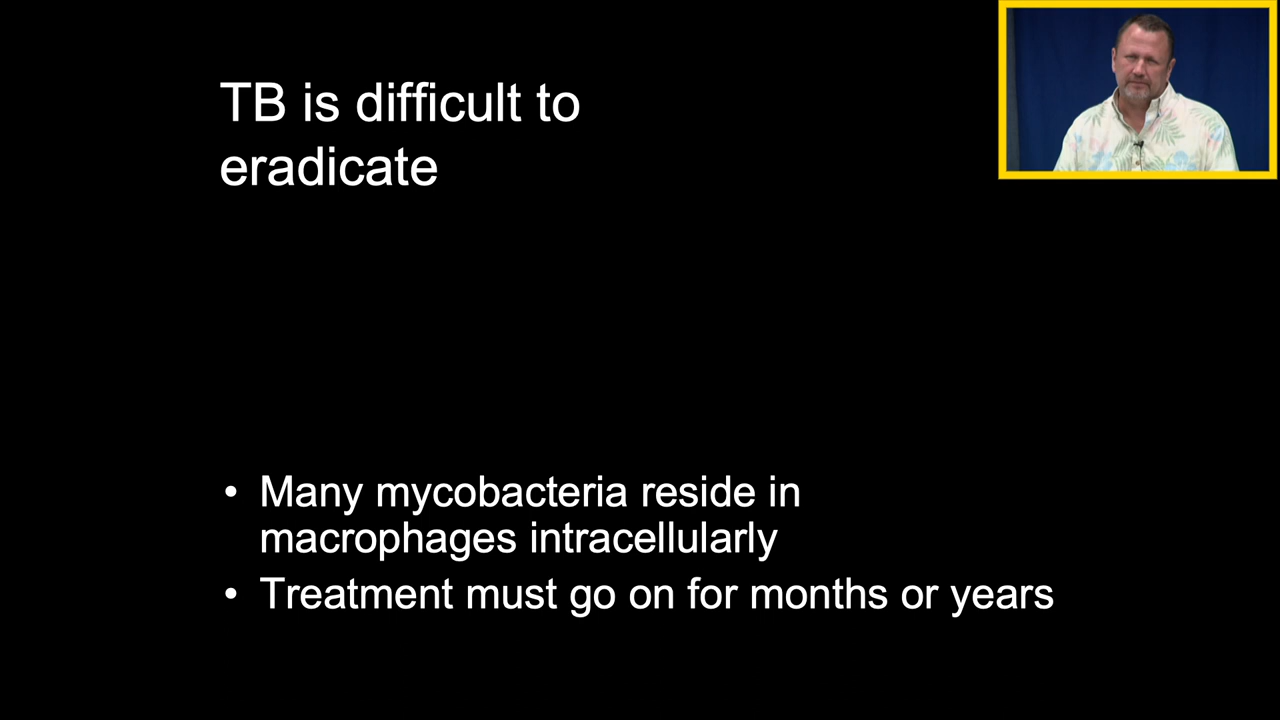 TB is difficult to
eradicate
• Many mycobacteria reside in
macrophages intracellularly
• Treatment must go on for months or years